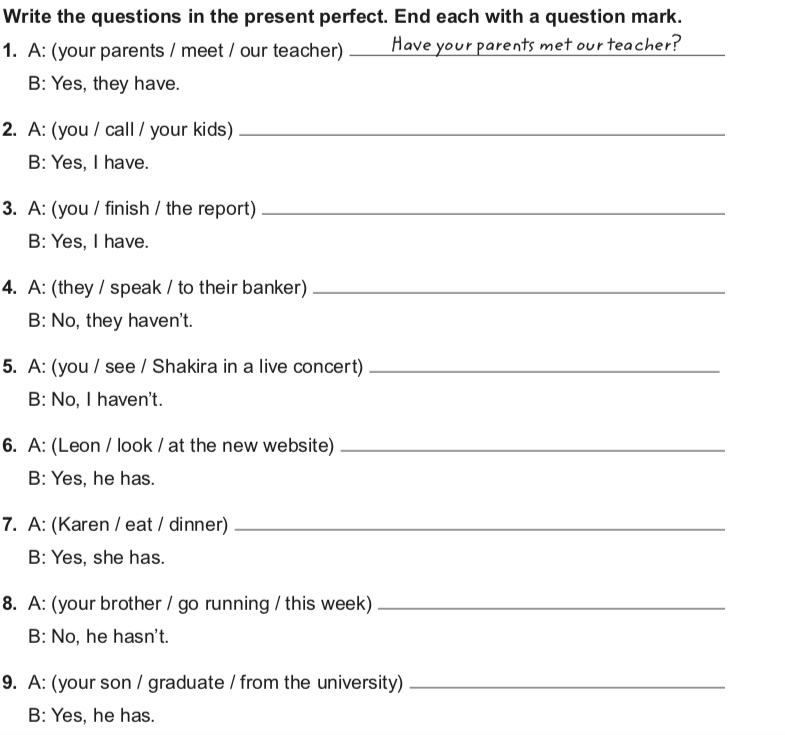 Write the questions in the present perfect. End each with a question mark.
1. A: (your parents / meet / our teacher) Have your parents met our teacher?
B: Yes, they have.
2. A: (you / call / your kids)
B: Yes, I have.
3. A: (you / finish / the report)
B: Yes, I have.
4. A: (they / speak / to their banker)
B: No, they haven't.
5. A: (you / see / Shakira in a live concert)
B: No, I haven't.
6. A: (Leon / look / at the new website)
B: Yes, he has.
7. A: (Karen / eat / dinner)
B: Yes, she has.
8. A: (your brother / go running / this week)
B: No, he hasn't.
9. A: (your son / graduate / from the university)
B: Yes, he has.